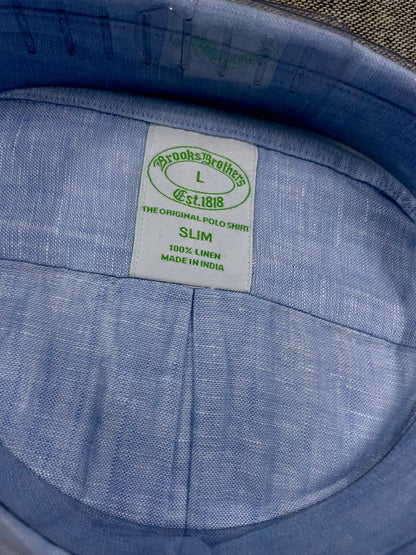 Brooks Brothers
L
Est. 1818
THE ORIGINAL POLO SHIRT
SLIM
100% LINEN
MADE IN INDIA